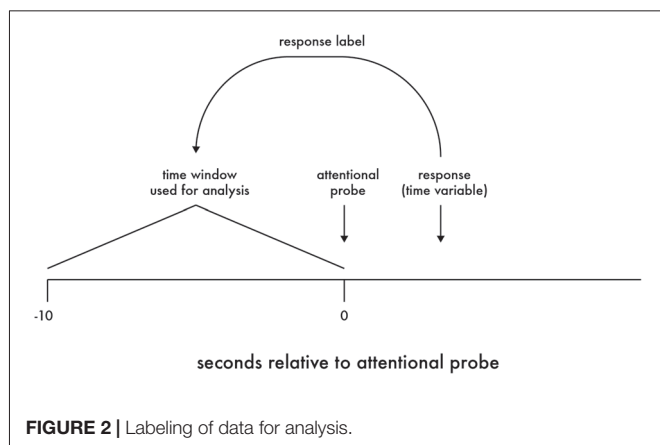 response label
time window
used for analysis
attentional
probe
response
(time variable)
-10
0
seconds relative to attentional probe
FIGURE 2 | Labeling of data for analysis.